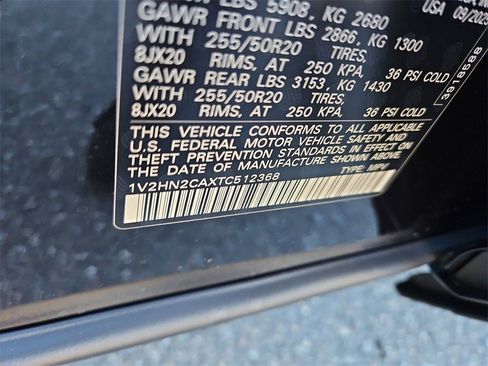 LBS 5908, KG 2680
USA 09/2025
GAWR FRONT LBS 2866, KG 1300
WITH 255/50R20 TIRES,
8JX20 RIMS, AT 250 KPA, 36 PSI COLD
GAWR REAR LBS 3153, KG 1430
WITH 255/50R20 TIRES,
8JX20 RIMS, AT 250 KPA, 36 PSI COLD
THIS VEHICLE CONFORMS TO ALL APPLICABLE
U.S. FEDERAL MOTOR VEHICLE SAFETY AND
THEFT PREVENTION STANDARDS IN EFFECT ON
THE DATE OF MANUFACTURE SHOWN ABOVE.
1V2HN2CAXTC512368
TYPE: MPV